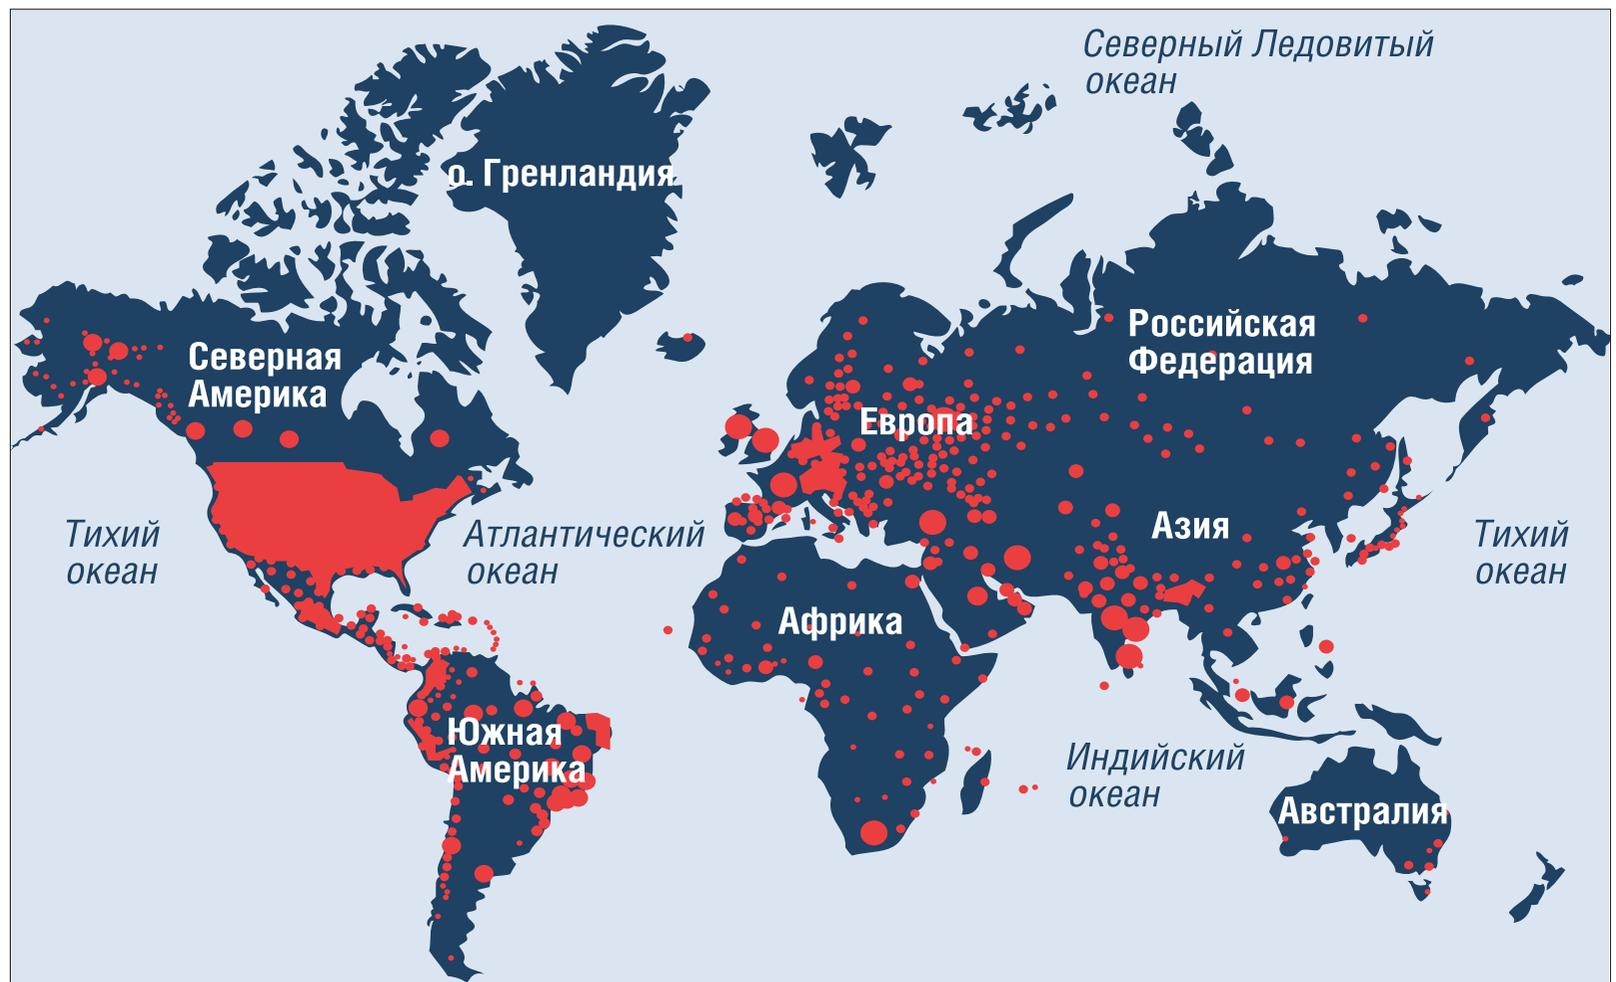 Северный Ледовитый
океан
о. Гренландия
Российская
Федерация
Северная
Америка
Европа
Тихий
океан
Атлантический
океан
Азия
Тихий
океан
Африка
Южная
Америка
Индийский
океан
Австралия